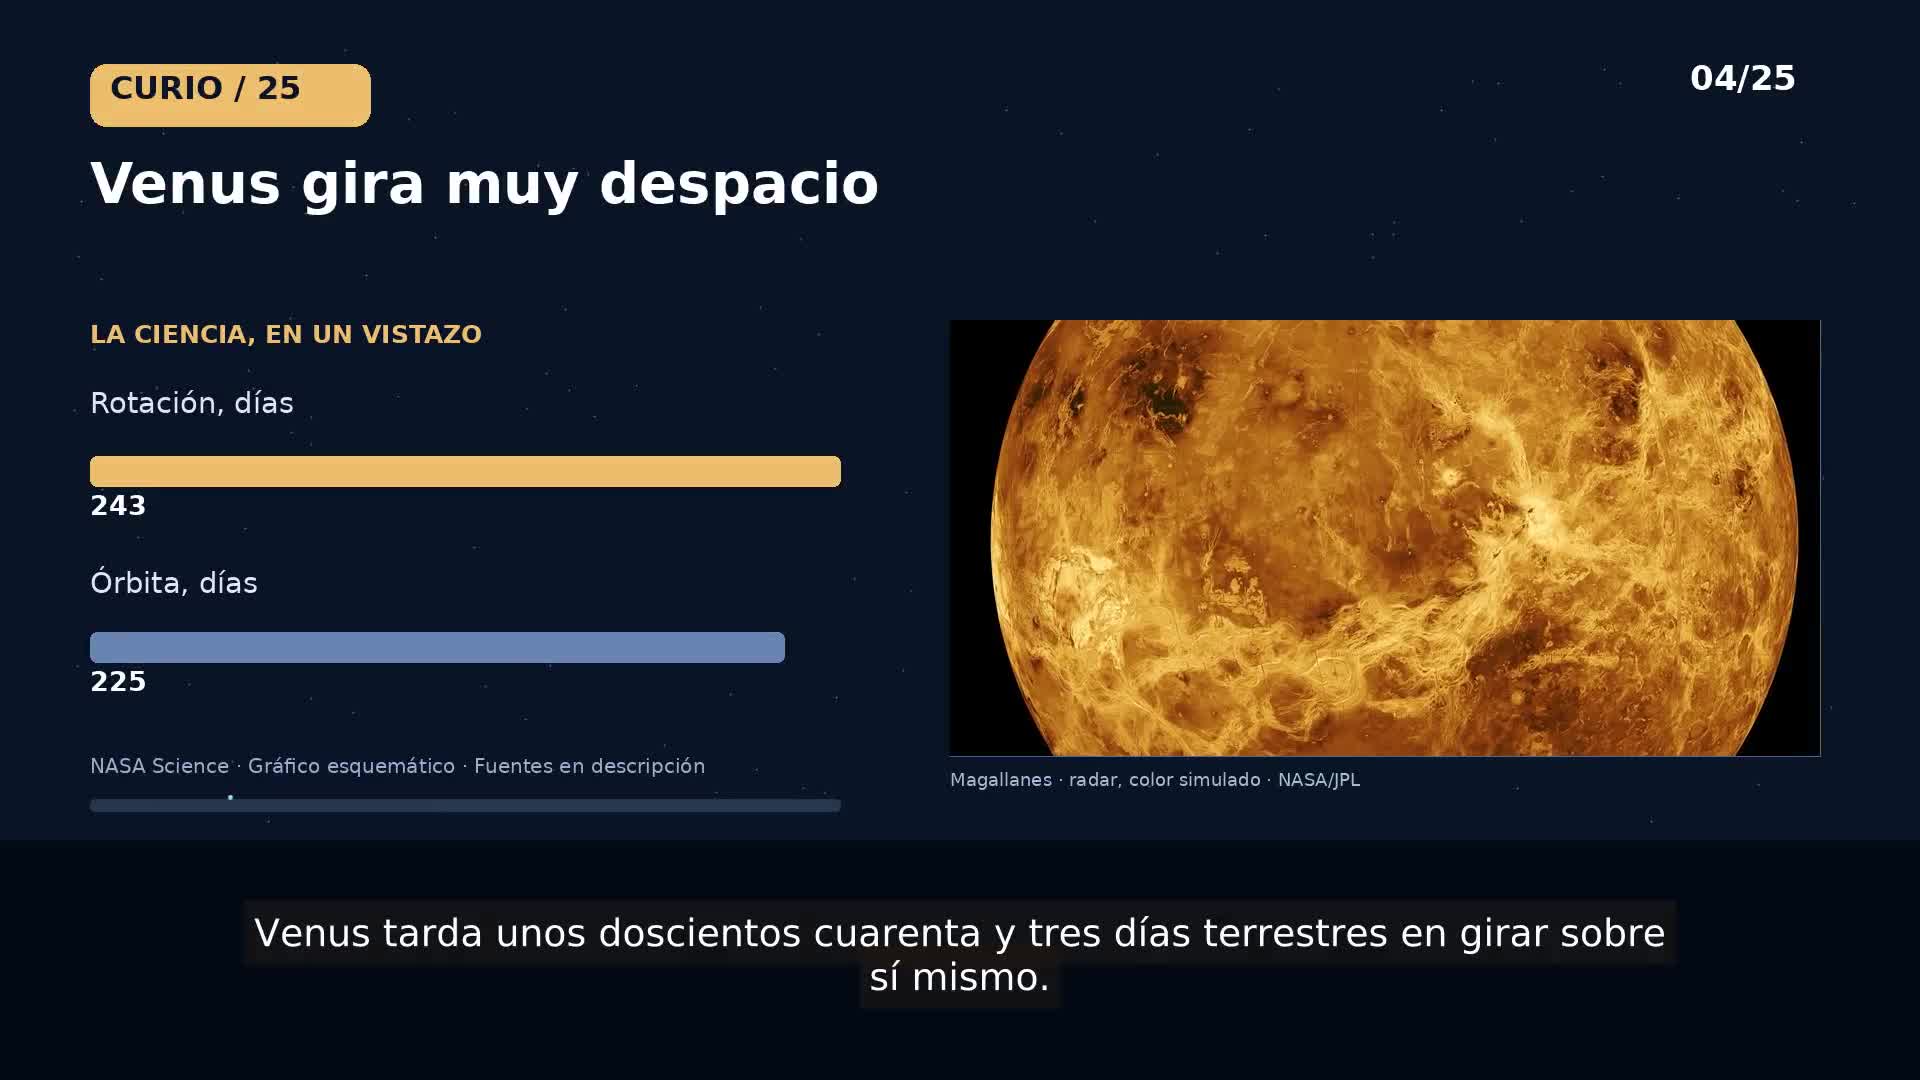 CURIO / 25
04/25
Venus gira muy despacio
LA CIENCIA, EN UN VISTAZO
Rotación, días
243
Órbita, días
225
NASA Science · Gráfico esquemático · Fuentes en descripción
Magallanes · radar, color simulado · NASA/JPL
Venus tarda unos doscientos cuarenta y tres días terrestres en girar sobre
sí mismo.